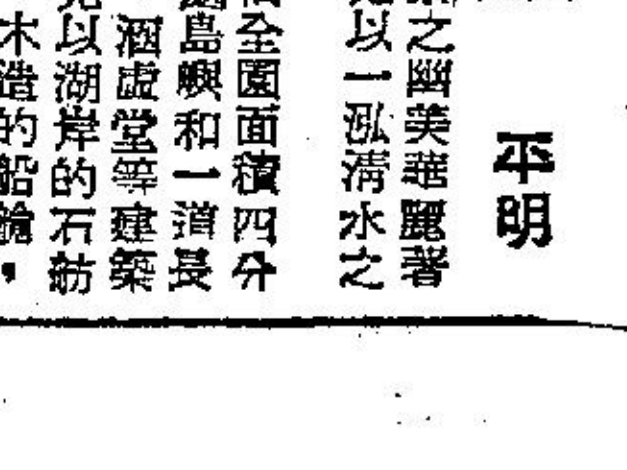 平明
之幽美華麗著
以一泓清水之
全園面積四分
島嶼和一道長
涵虛堂等建築
以湖岸的石舫
木造的船艙，